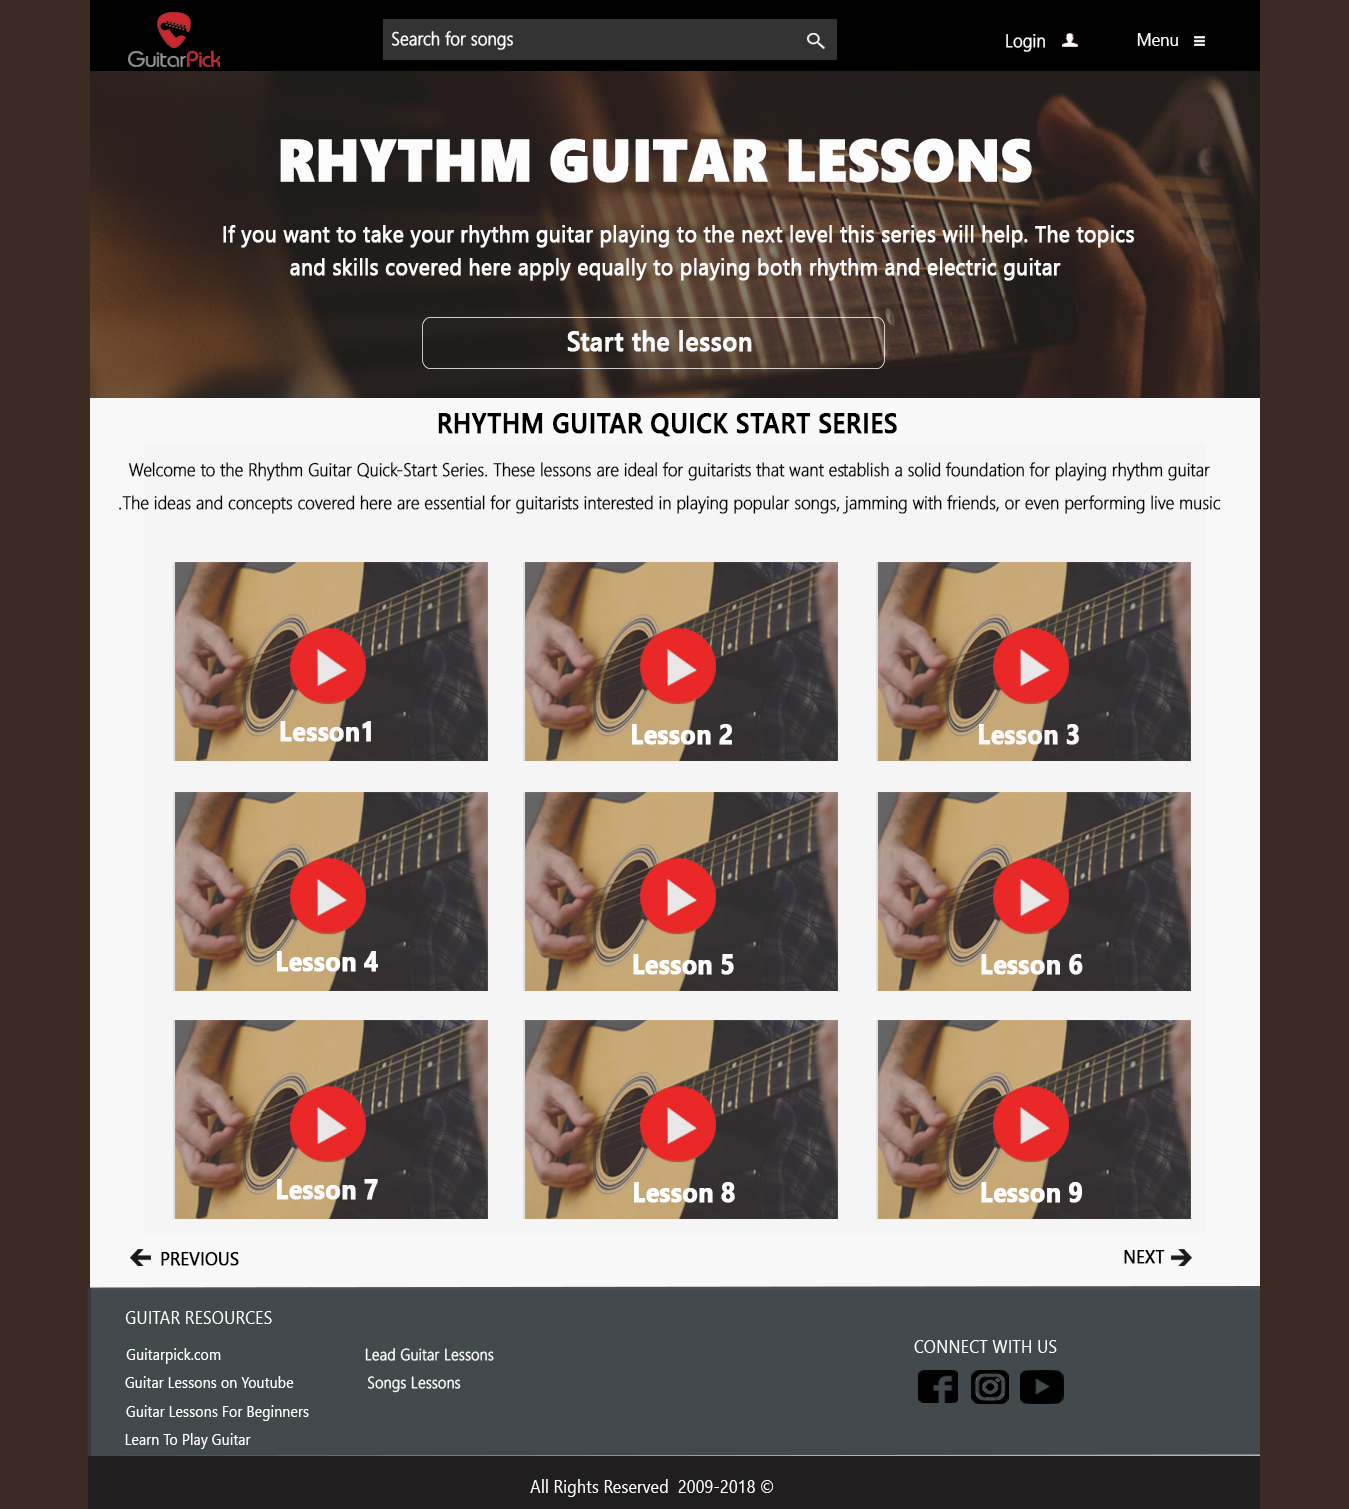 GuitarPick
Search for songs
Login
Menu
RHYTHM GUITAR LESSONS
If you want to take your rhythm guitar playing to the next level this series will help. The topics
and skills covered here apply equally to playing both rhythm and electric guitar
Start the lesson
RHYTHM GUITAR QUICK START SERIES
Welcome to the Rhythm Guitar Quick-Start Series. These lessons are ideal for guitarists that want establish a solid foundation for playing rhythm guitar
.The ideas and concepts covered here are essential for guitarists interested in playing popular songs, jamming with friends, or even performing live music
Lesson1
Lesson 2
Lesson 3
Lesson 4
Lesson 5
Lesson 6
Lesson 7
Lesson 8
Lesson 9
PREVIOUS
NEXT
GUITAR RESOURCES
Guitarpick.com
Guitar Lessons on Youtube
Guitar Lessons For Beginners
Learn To Play Guitar
Lead Guitar Lessons
Songs Lessons
CONNECT WITH US
All Rights Reserved 2009-2018 ©